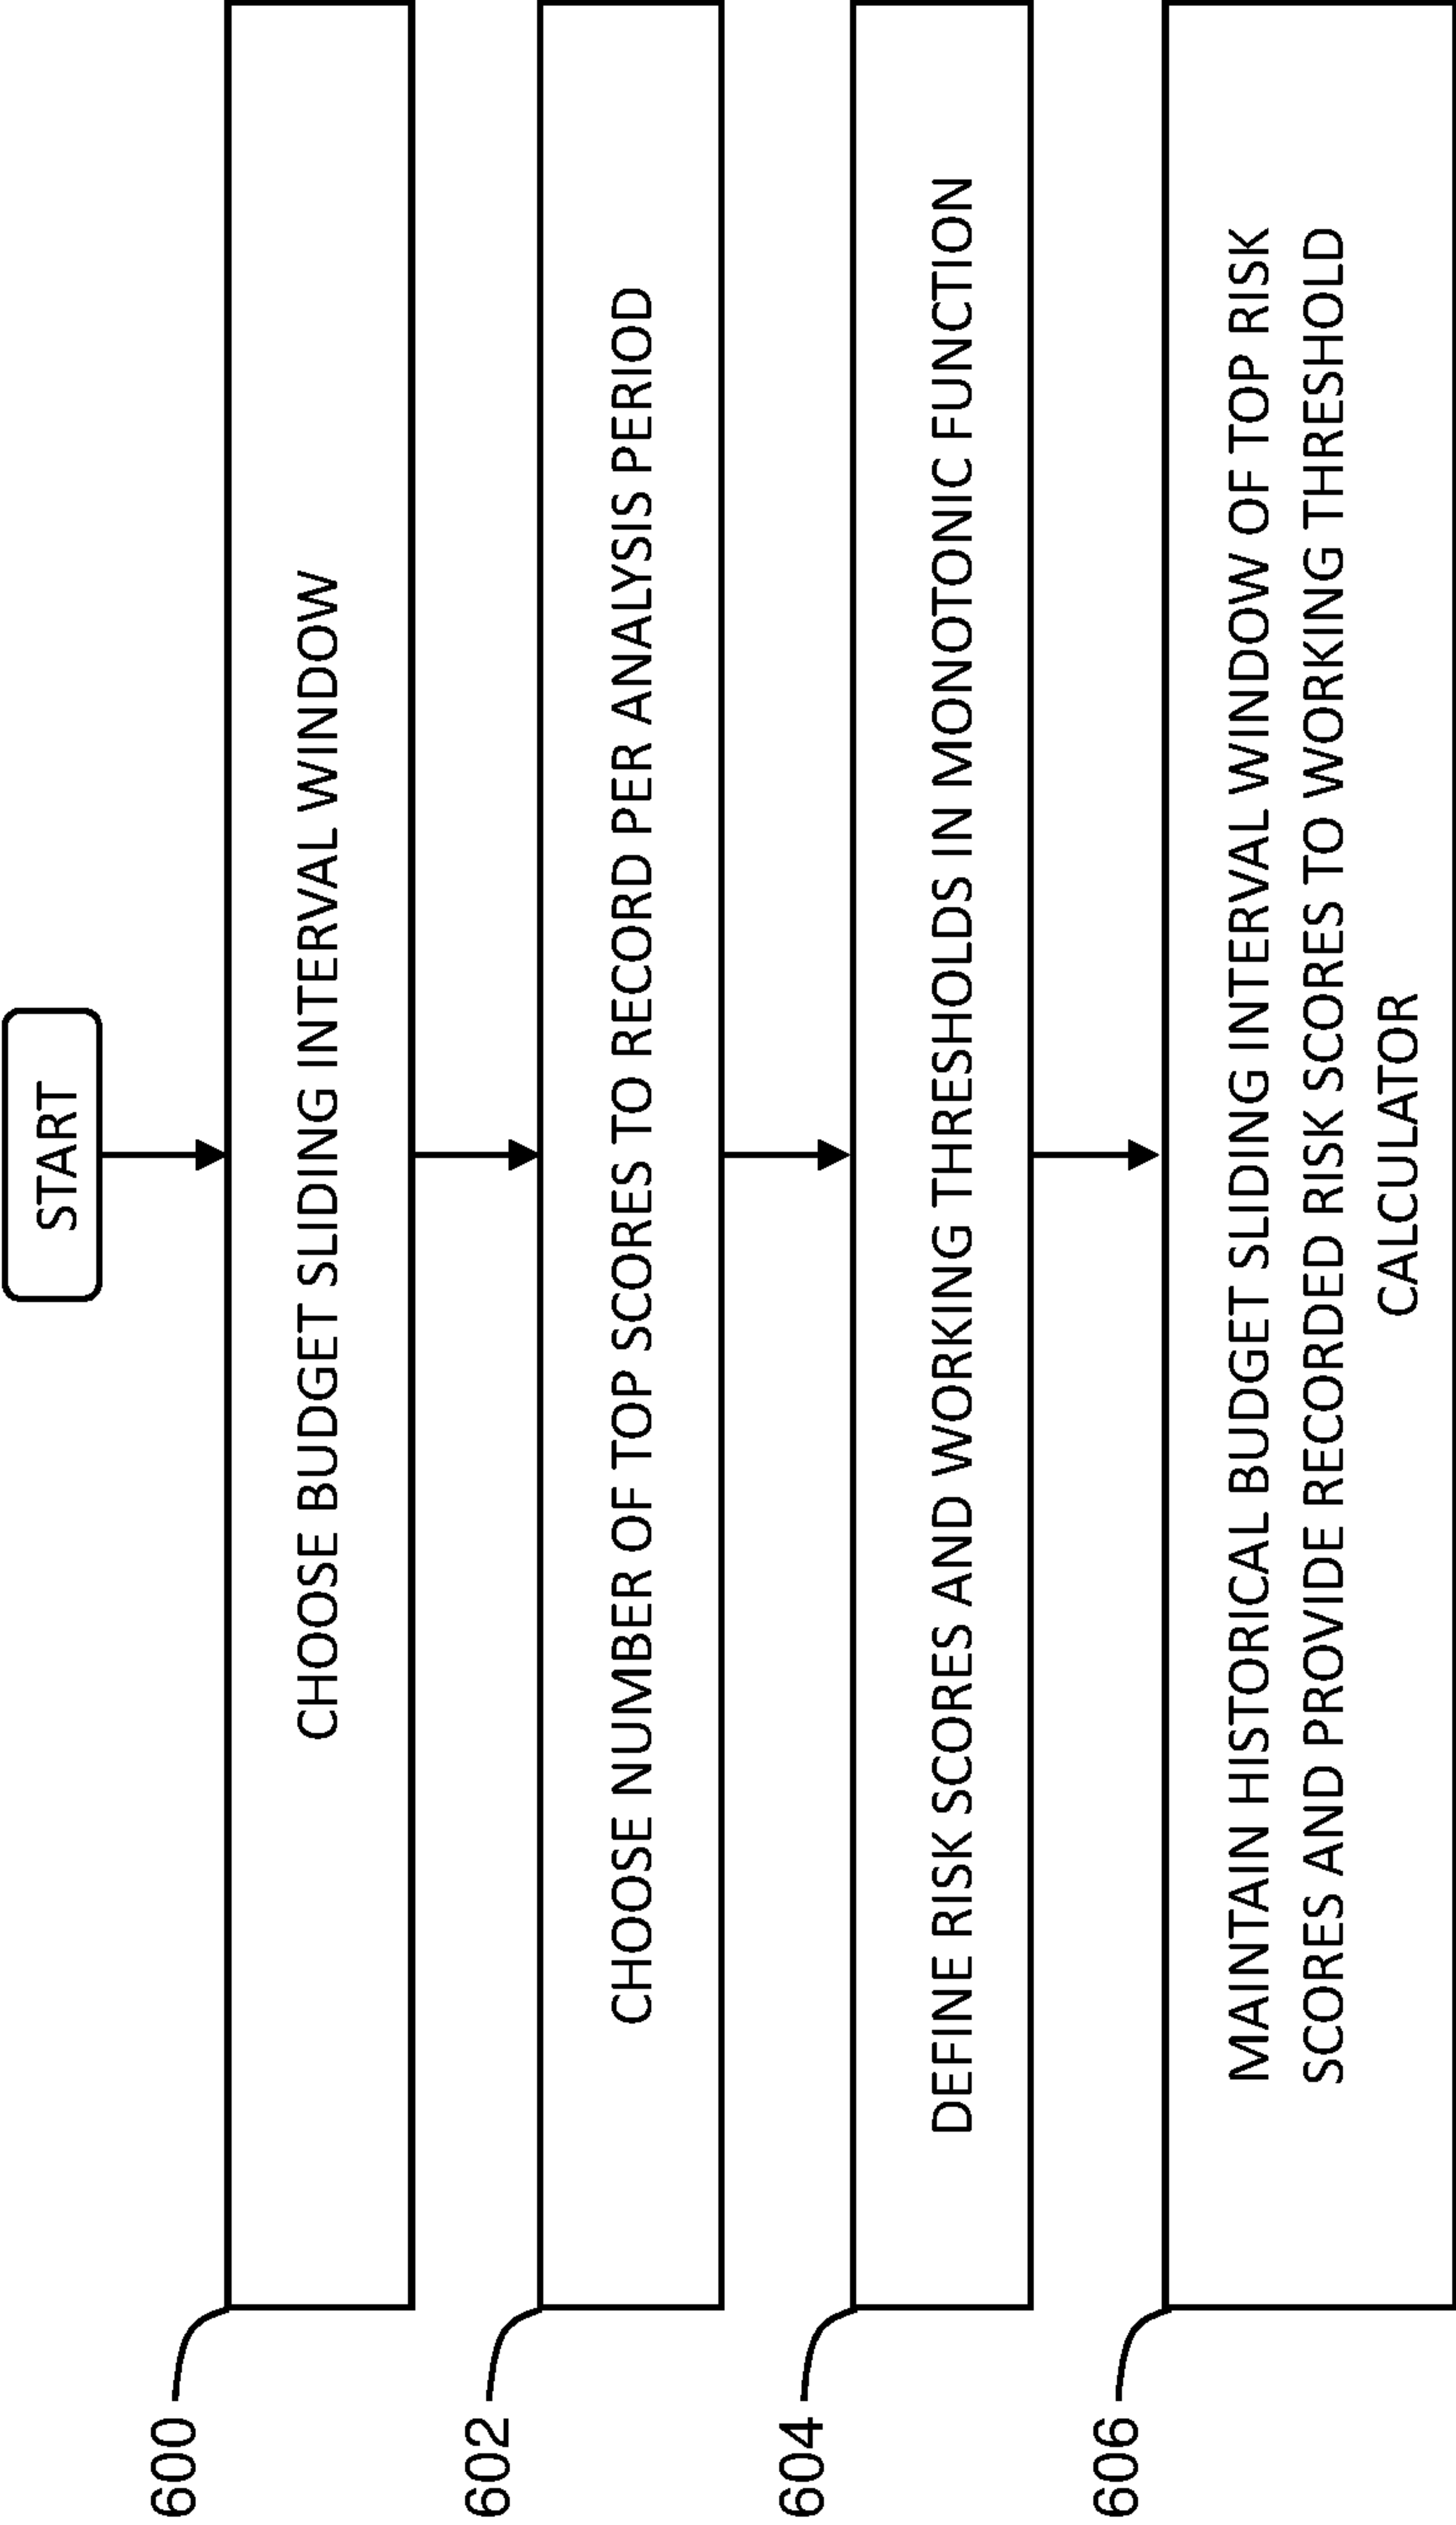 START
600
CHOOSE BUDGET SLIDING INTERVAL WINDOW
602
CHOOSE NUMBER OF TOP SCORES TO RECORD PER ANALYSIS PERIOD
604
DEFINE RISK SCORES AND WORKING THRESHOLDS IN MONOTONIC FUNCTION
606
MAINTAIN HISTORICAL BUDGET SLIDING INTERVAL WINDOW OF TOP RISK
SCORES AND PROVIDE RECORDED RISK SCORES TO WORKING THRESHOLD
CALCULATOR